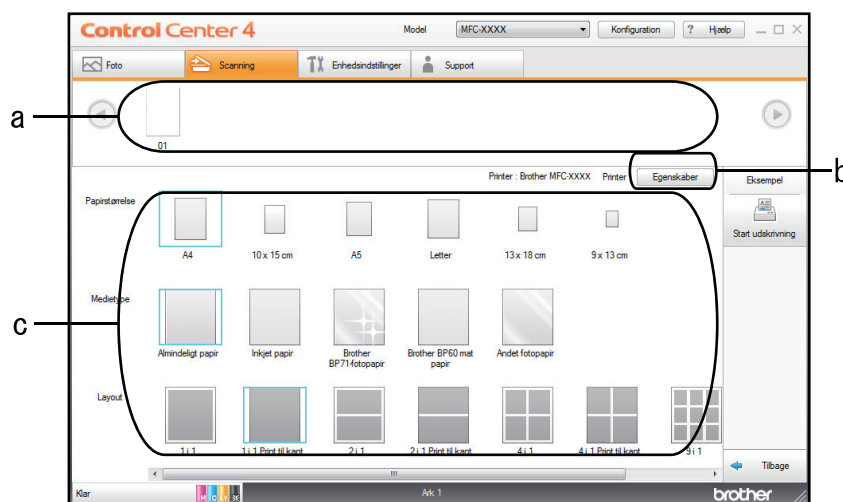 Control Center 4 Model MFC-XXXX Konfiguration ? Hjælp
Foto Scanning Enhedsindstillinger Support
a
01
Printer : Brother MFC-XXXX Printer Egenskaber b
Eksempel
Papirstørrelse
Start udskrivning
A4 10 x 15 cm A5 Letter 13 x 18 cm 9 x 13 cm
Medietype
c
Almindeligt papir Inkjet papir Brother BP71-fotopapir Brother BP60 mat papir Andet fotopapir
Layout
1 i 1 1 i 1 Print til kant 2 i 1 2 i 1 Print til kant 4 i 1 4 i 1 Print til kant 9 i 1
Tilbage
Klar M C Y BK Ark 1 brother